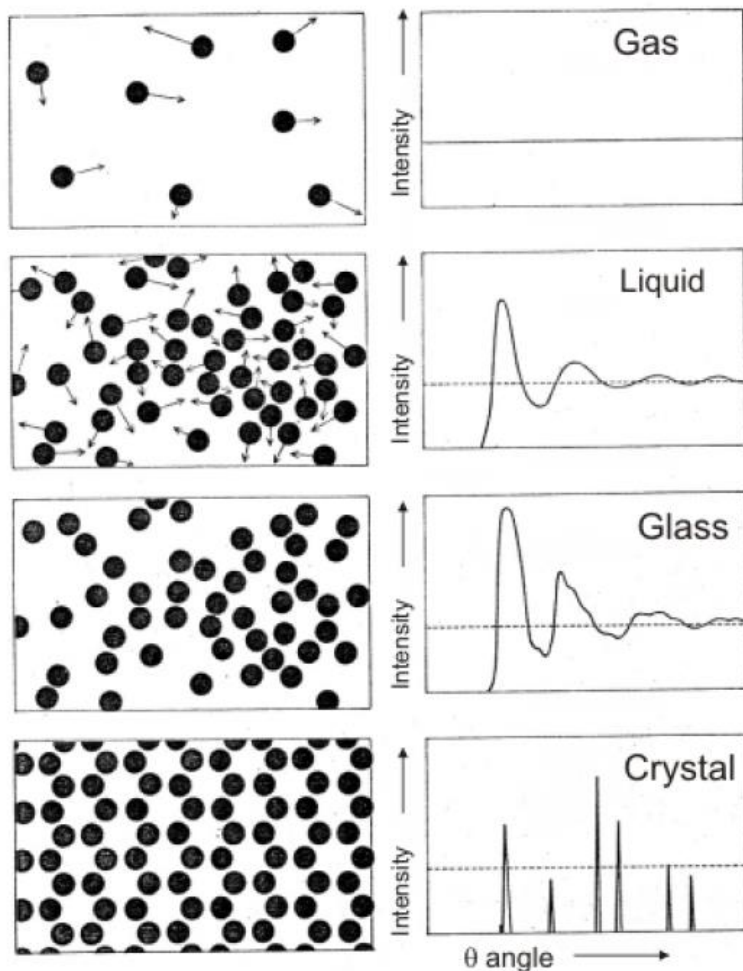 Gas
Intensity
Liquid
Intensity
Glass
Intensity
Crystal
Intensity
θ angle